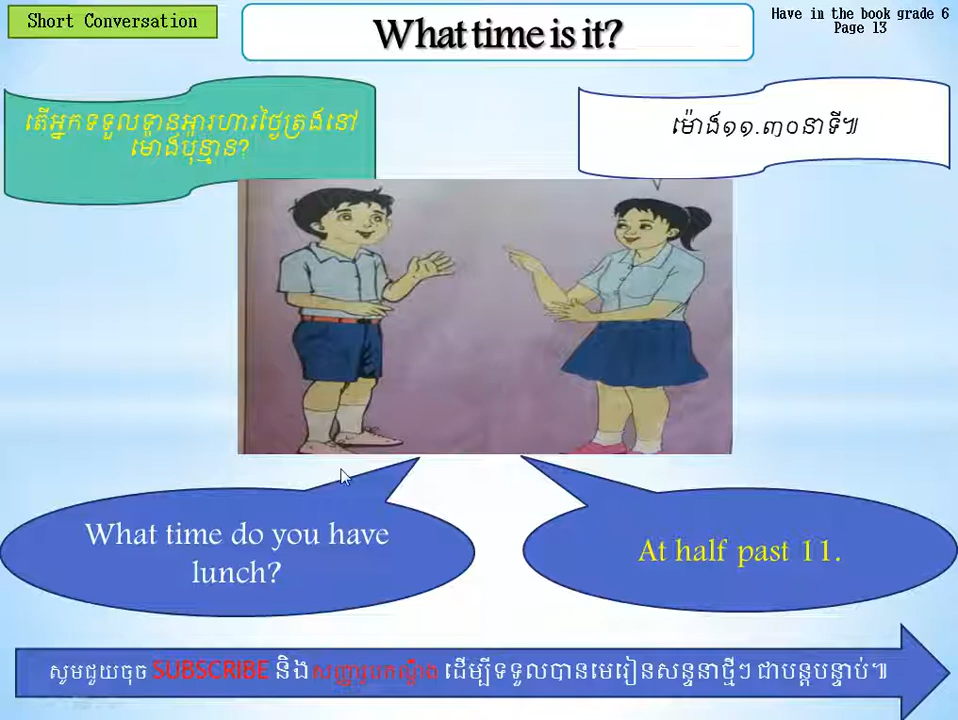 Short Conversation
What time is it?
Have in the book grade 6
Page 13
តើអ្នកទទួលទានអាហារថ្ងៃត្រង់នៅ
មោងប៉ុន្មាន?
ម៉ោង១១.៣០នាទី៕
What time do you have
lunch?
At half past 11.
សូមជួយចុច SUBSCRIBE និងសញ្ញារូបកណ្ដឹង ដើម្បីទទួលបានមេរៀនសន្ទនាថ្មីៗ ជាបន្តបន្ទាប់៕